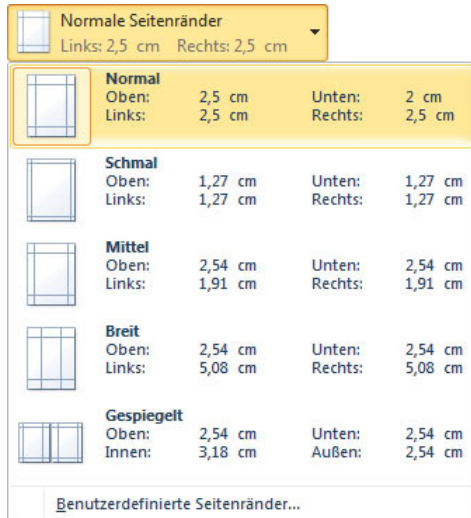 Normale Seitenränder
Links: 2,5 cm Rechts: 2,5 cm
Normal
Oben: 2,5 cm Unten: 2 cm
Links: 2,5 cm Rechts: 2,5 cm
Schmal
Oben: 1,27 cm Unten: 1,27 cm
Links: 1,27 cm Rechts: 1,27 cm
Mittel
Oben: 2,54 cm Unten: 2,54 cm
Links: 1,91 cm Rechts: 1,91 cm
Breit
Oben: 2,54 cm Unten: 2,54 cm
Links: 5,08 cm Rechts: 5,08 cm
Gespiegelt
Oben: 2,54 cm Unten: 2,54 cm
Innen: 3,18 cm Außen: 2,54 cm
Benutzerdefinierte Seitenränder...